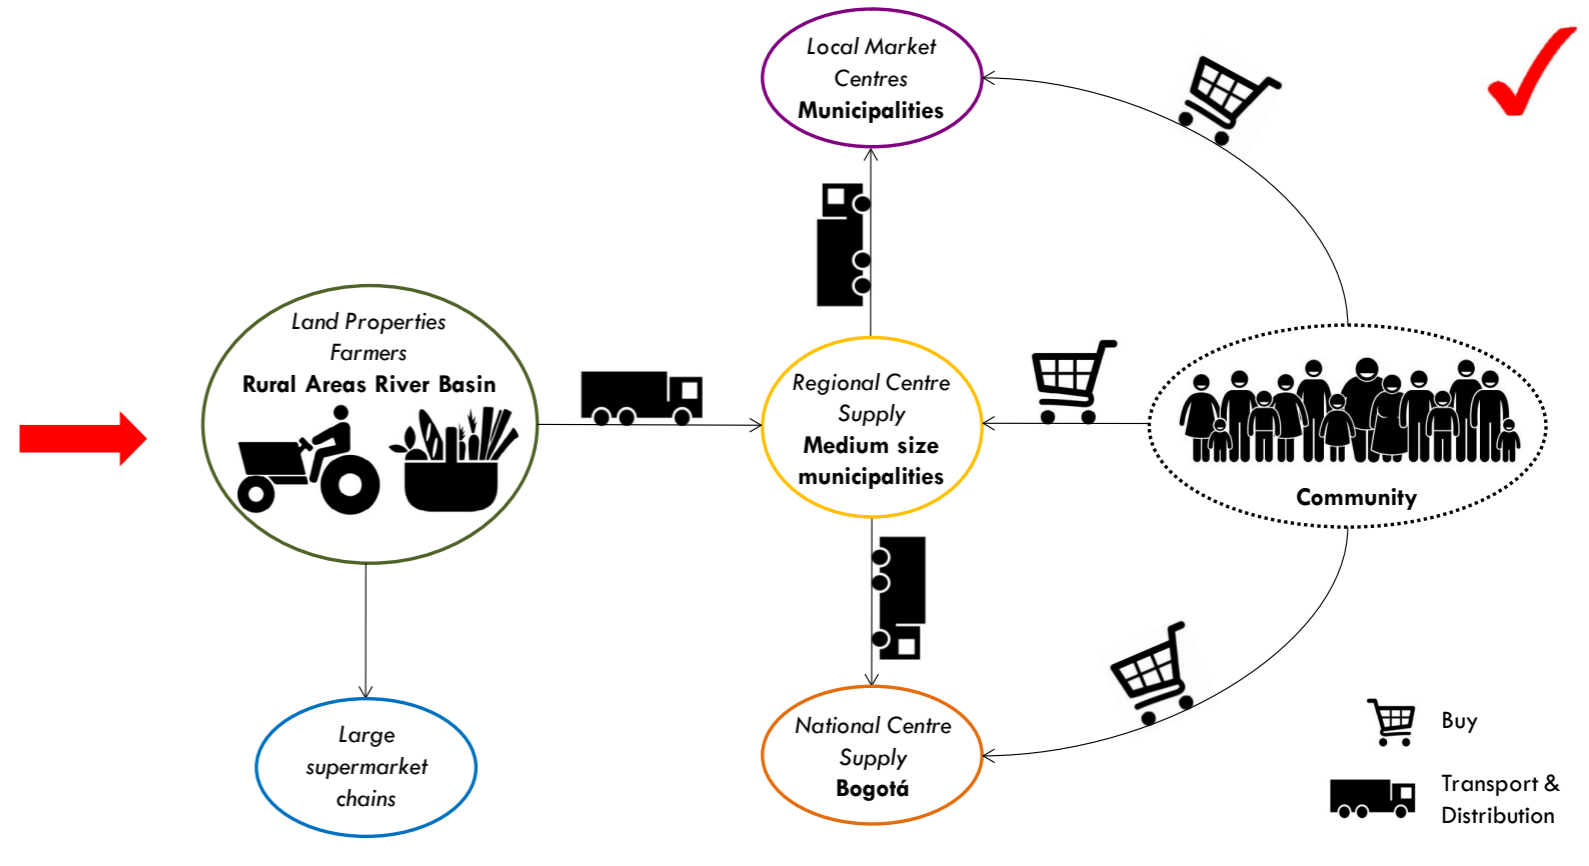 Local Market
Centres
Municipalities
Land Properties
Farmers
Rural Areas River Basin
Regional Centre
Supply
Medium size
municipalities
Community
Large
supermarket
chains
National Centre
Supply
Bogotá
Buy
Transport &
Distribution